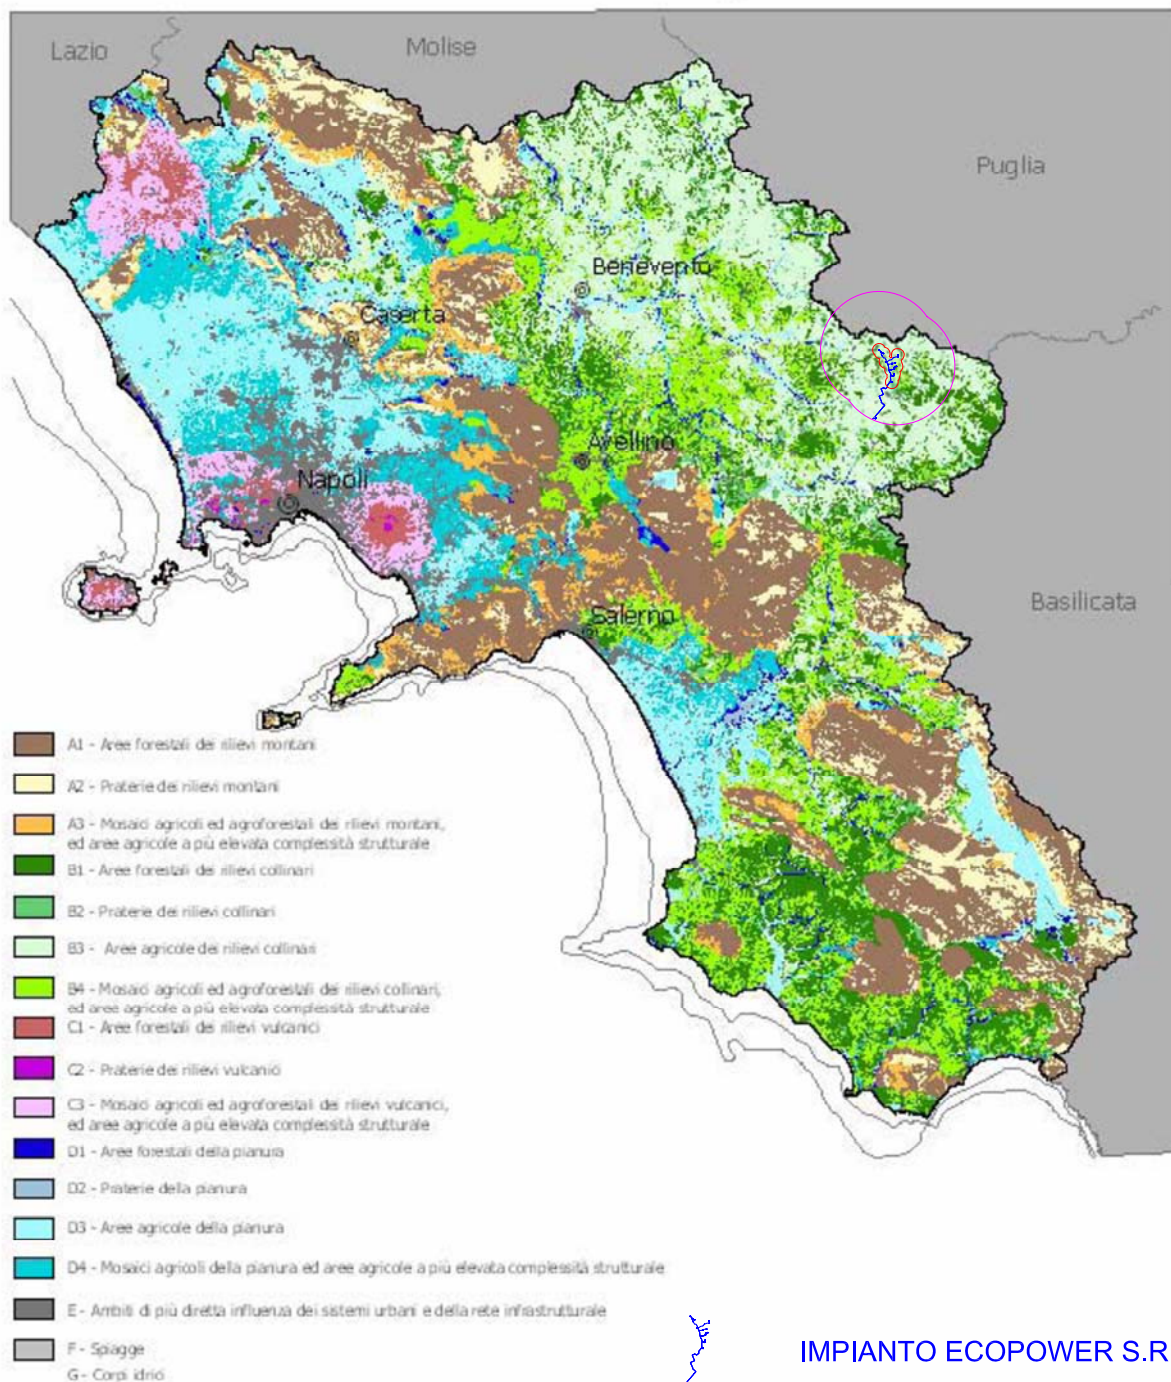 Lazio
Molise
Puglia
Benevento
Caserta
Avellino
Napoli
Salerno
Basilicata
A1 - Aree forestali dei rilievi montani
A2 - Praterie dei rilievi montani
A3 - Mosaici agricoli ed agroforestali dei rilievi montani,
ed aree agricole a più elevata complessità strutturale
B1 - Aree forestali dei rilievi collinari
B2 - Praterie dei rilievi collinari
B3 - Aree agricole dei rilievi collinari
B4 - Mosaici agricoli ed agroforestali dei rilievi collinari,
ed aree agricole a più elevata complessità strutturale
C1 - Aree forestali dei rilievi vulcanici
C2 - Praterie dei rilievi vulcanici
C3 - Mosaici agricoli ed agroforestali dei rilievi vulcanici,
ed aree agricole a più elevata complessità strutturale
D1 - Aree forestali della pianura
D2 - Praterie della pianura
D3 - Aree agricole della pianura
D4 - Mosaici agricoli della pianura ed aree agricole a più elevata complessità strutturale
E - Ambiti di più diretta influenza dei sistemi urbani e della rete infrastrutturale
F - Spiagge
G - Corpi idrici
IMPIANTO ECOPOWER S.R